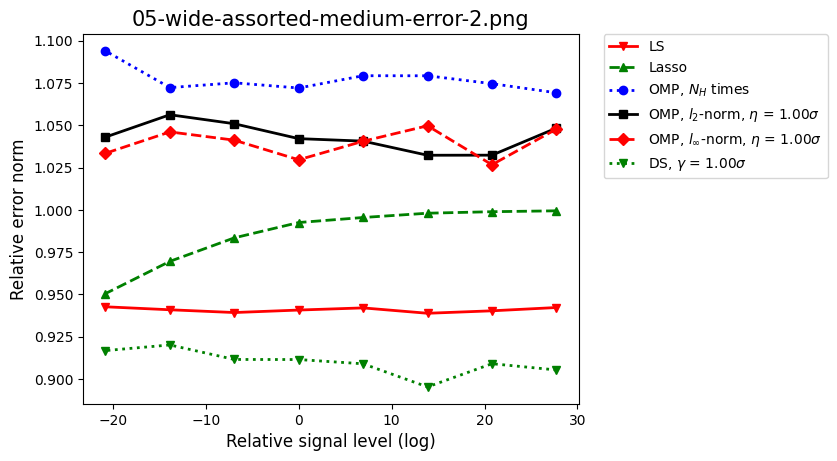 05-wide-assorted-medium-error-2.png
1.100
1.075
1.050
1.025
1.000
0.975
0.950
0.925
0.900
Relative error norm
−20
−10
0
10
20
30
Relative signal level (log)
LS
Lasso
OMP, N_H times
OMP, l₂-norm, η = 1.00σ
OMP, l_∞-norm, η = 1.00σ
DS, γ = 1.00σ